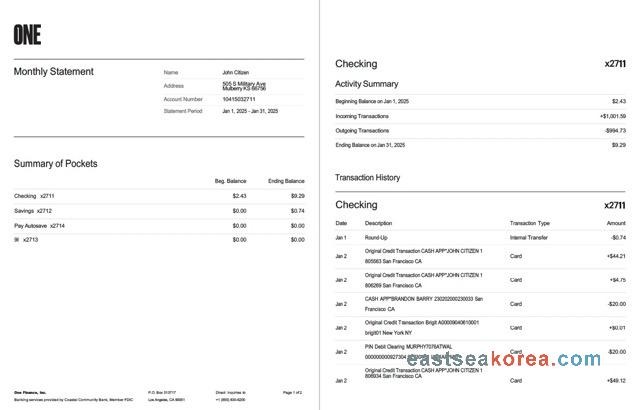 ONE
Monthly Statement
Name John Citizen
Address 505 S Military Ave
Mulberry KS 66756
Account Number 10415032711
Statement Period Jan 1, 2025 - Jan 31, 2025
Summary of Pockets
Beg. Balance Ending Balance
Checking x2711 $2.43 $9.29
Savings x2712 $0.00 $0.74
Pay Autosave x2714 $0.00 $0.00
9ll x2713 $0.00 $0.00
One Finance, Inc. P.O. Box 513717 Direct inquiries to Page 1 of 2
Banking services provided by Coastal Community Bank, Member FDIC Los Angeles, CA 90051
Checking x2711
Activity Summary
Beginning Balance on Jan 1, 2025 $2.43
Incoming Transactions +$1,001.59
Outgoing Transactions -$994.73
Ending Balance on Jan 31, 2025 $9.29
Transaction History
Checking x2711
Date Description Transaction Type Amount
Jan 1 Round-Up Internal Transfer -$0.74
Original Credit Transaction CASH APP*JOHN CITIZEN 1
Jan 2 Card +$44.21
805563 San Francisco CA
Original Credit Transaction CASH APP*JOHN CITIZEN 1
Jan 2 Card +$4.75
806269 San Francisco CA
CASH APP*BRANDON BARRY 230202000230033 San
Jan 2 Card -$20.00
Francisco CA
Original Credit Transaction Brigit A00009040610001
Jan 2 Card +$0.01
brigit01 New York NY
PIN Debit Clearing MURPHY7076ATWAL
Jan 2 Card -$20.00
000000000927304
eastseakorea.com
Original Credit Transaction CASH APP*JOHN CITIZEN 1
Jan 2 Card +$49.12
806934 San Francisco CA